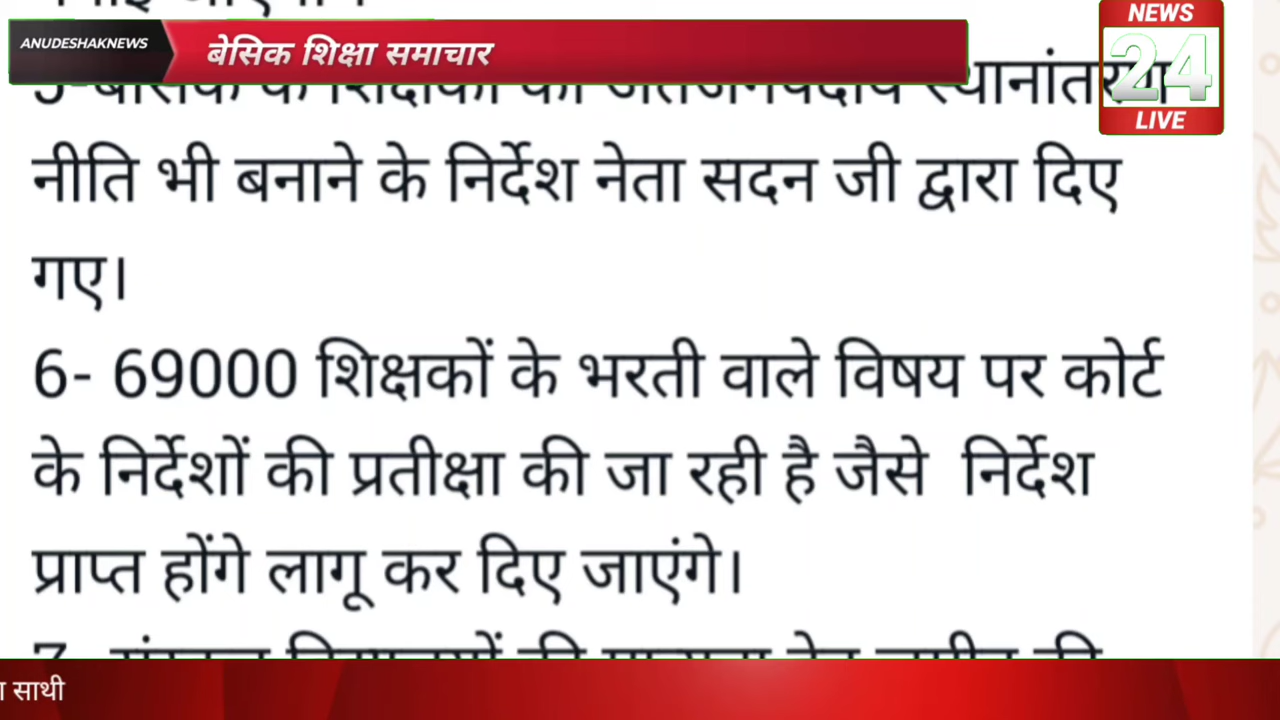 ANUDESHAKNEWS
बेसिक शिक्षा समाचार
NEWS
24
LIVE
नीति भी बनाने के निर्देश नेता सदन जी द्वारा दिए
गए।
6- 69000 शिक्षकों के भरती वाले विषय पर कोर्ट
के निर्देशों की प्रतीक्षा की जा रही है जैसे निर्देश
प्राप्त होंगे लागू कर दिए जाएंगे।
साथी